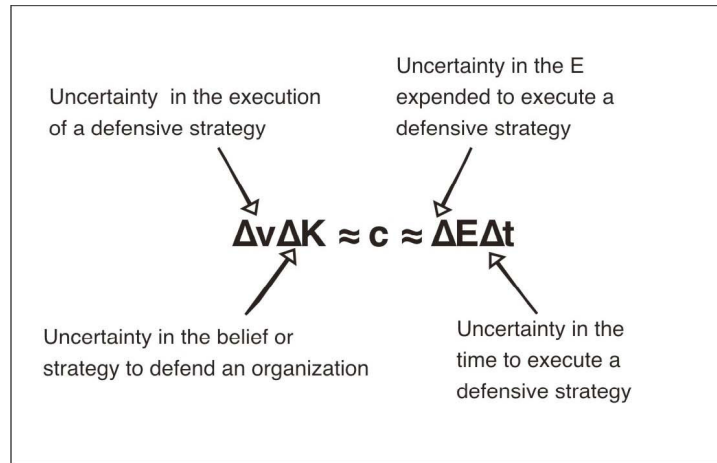 Uncertainty in the execution
of a defensive strategy
Uncertainty in the E
expended to execute a
defensive strategy
ΔvΔK ≈ c ≈ ΔEΔt
Uncertainty in the belief or
strategy to defend an organization
Uncertainty in the
time to execute a
defensive strategy